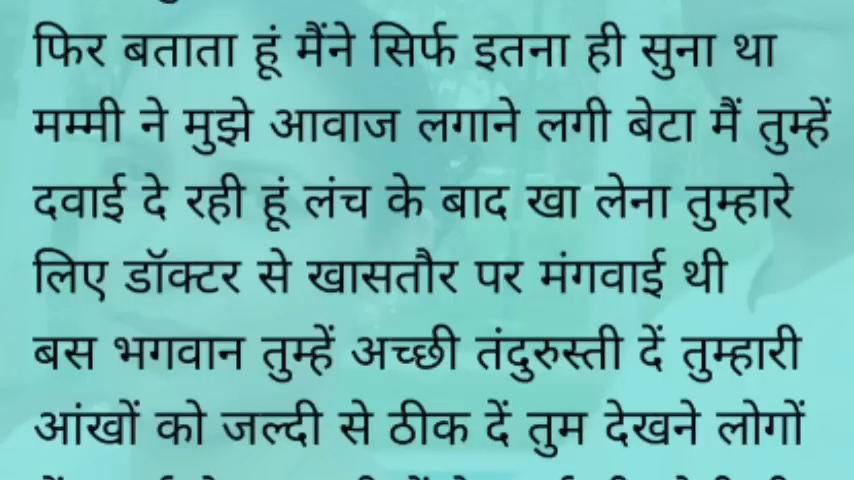 फिर बताता हूं मैंने सिर्फ इतना ही सुना था
मम्मी ने मुझे आवाज लगाने लगी बेटा मैं तुम्हें
दवाई दे रही हूं लंच के बाद खा लेना तुम्हारे
लिए डॉक्टर से खासतौर पर मंगवाई थी
बस भगवान तुम्हें अच्छी तंदुरुस्ती दें तुम्हारी
आंखों को जल्दी से ठीक दें तुम देखने लोगों